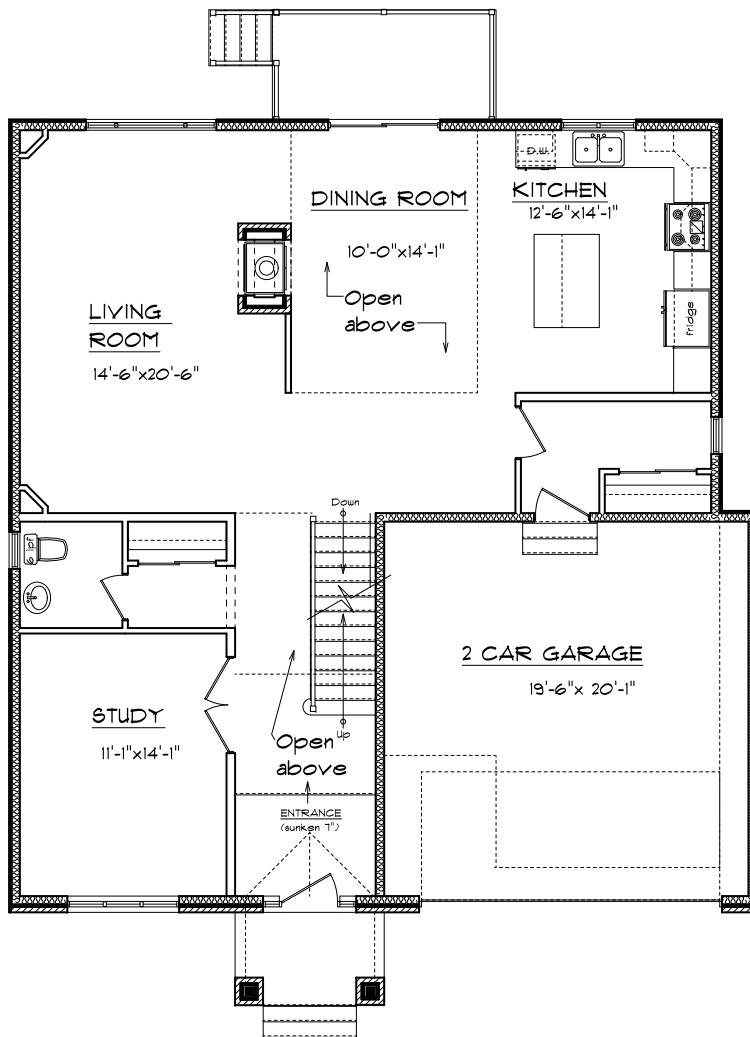 D.W.
DINING ROOM
10'-0"x14'-1"
KITCHEN
12'-6"x14'-1"
Open
above
fridge
LIVING
ROOM
14'-6"x20'-6"
Down
2 CAR GARAGE
19'-6"x 20'-1"
STUDY
11'-1"x14'-1"
Up
Open
above
ENTRANCE
(sunken 7")